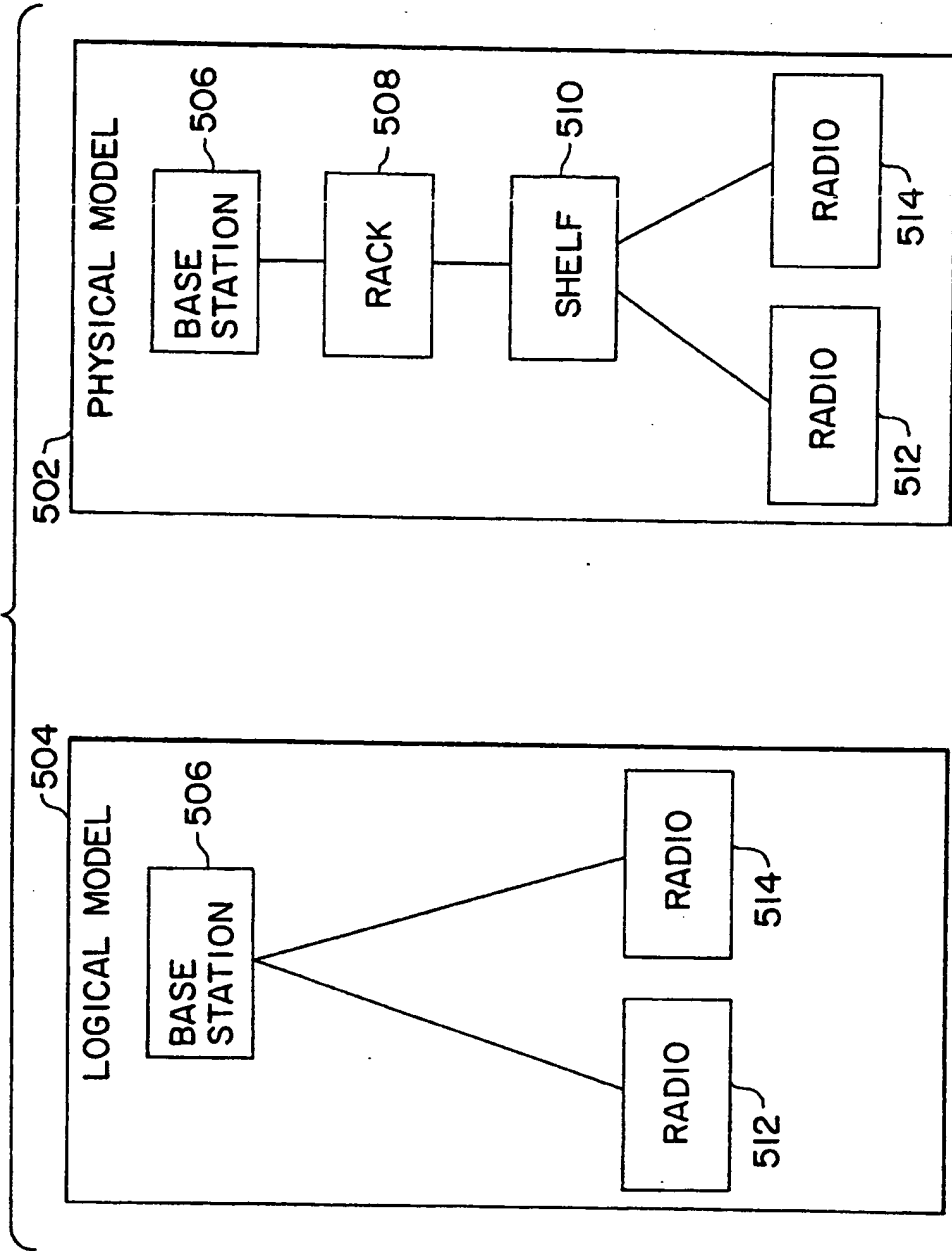 504
LOGICAL MODEL
506
BASE
STATION
RADIO
512
RADIO
514
502
PHYSICAL MODEL
506
BASE
STATION
508
RACK
510
SHELF
RADIO
512
RADIO
514